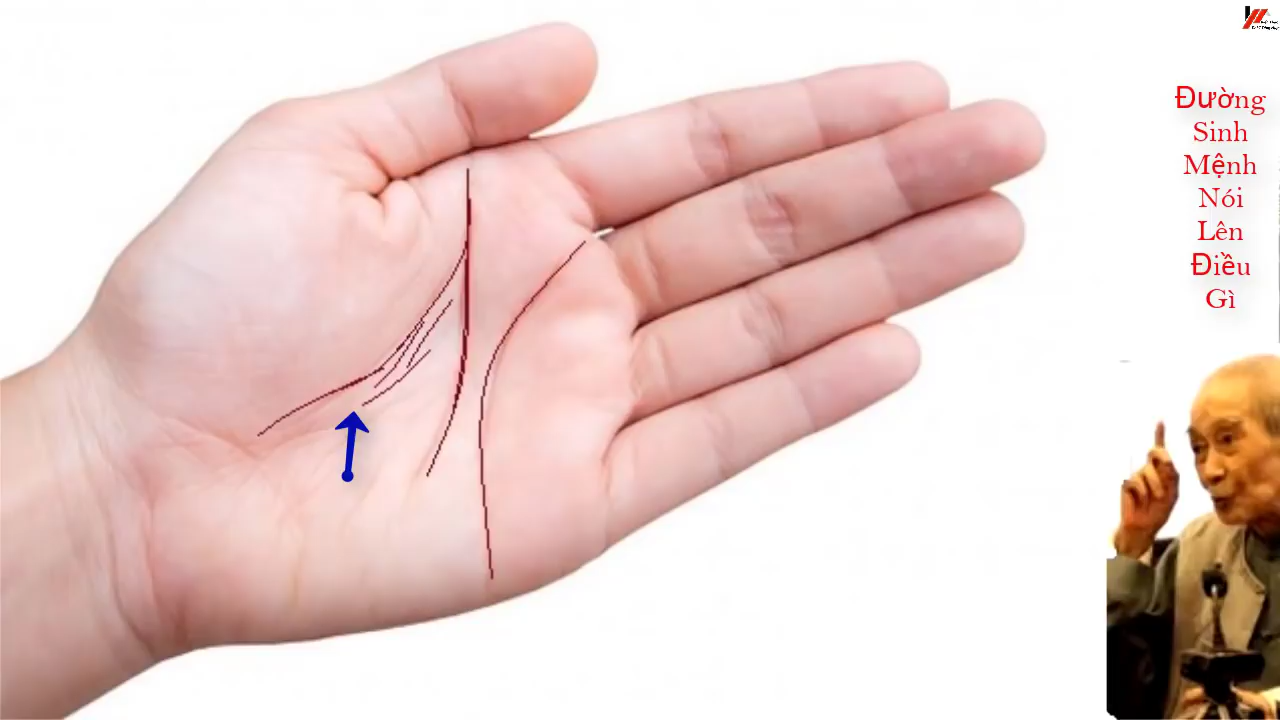 Đường
Sinh
Mệnh
Nói
Lên
Điều
Gì